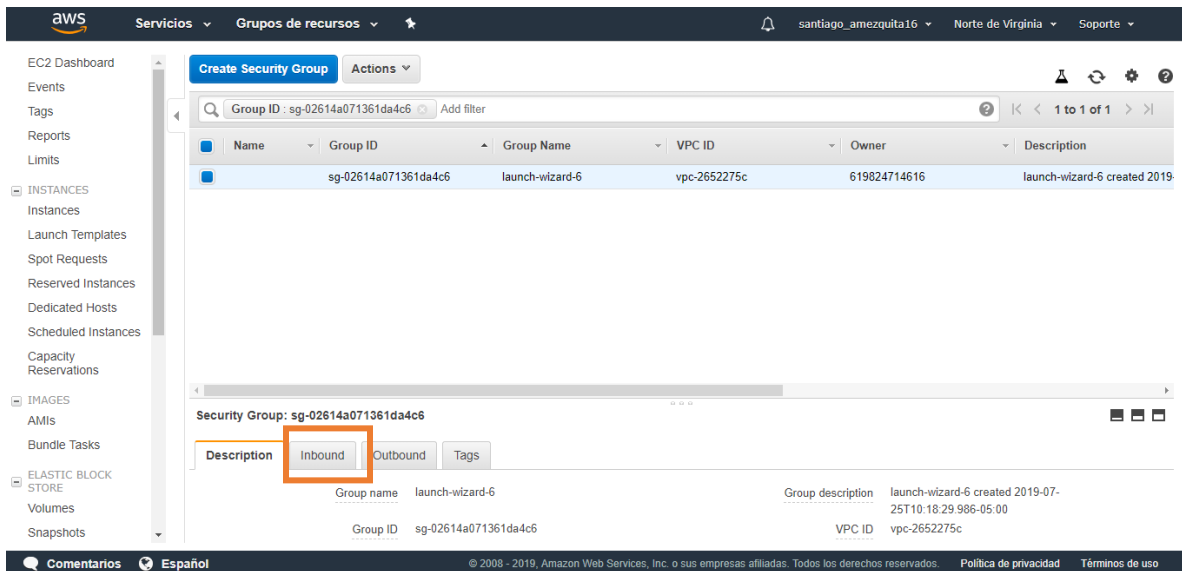 aws Servicios Grupos de recursos santiago_amezquita16 Norte de Virginia Soporte
EC2 Dashboard
Events
Tags
Reports
Limits
INSTANCES
Instances
Launch Templates
Spot Requests
Reserved Instances
Dedicated Hosts
Scheduled Instances
Capacity
Reservations
IMAGES
AMIs
Bundle Tasks
ELASTIC BLOCK
STORE
Volumes
Snapshots
Create Security Group Actions
Group ID : sg-02614a071361da4c6 Add filter 1 to 1 of 1
Name Group ID Group Name VPC ID Owner Description
sg-02614a071361da4c6 launch-wizard-6 vpc-2652275c 619824714616 launch-wizard-6 created 2019-
Security Group: sg-02614a071361da4c6
Description Inbound Outbound Tags
Group name launch-wizard-6 Group description launch-wizard-6 created 2019-07-
25T10:18:29.986-05:00
Group ID sg-02614a071361da4c6 VPC ID vpc-2652275c
Comentarios Español © 2008 - 2019, Amazon Web Services, Inc. o sus empresas afiliadas. Todos los derechos reservados. Política de privacidad Términos de uso